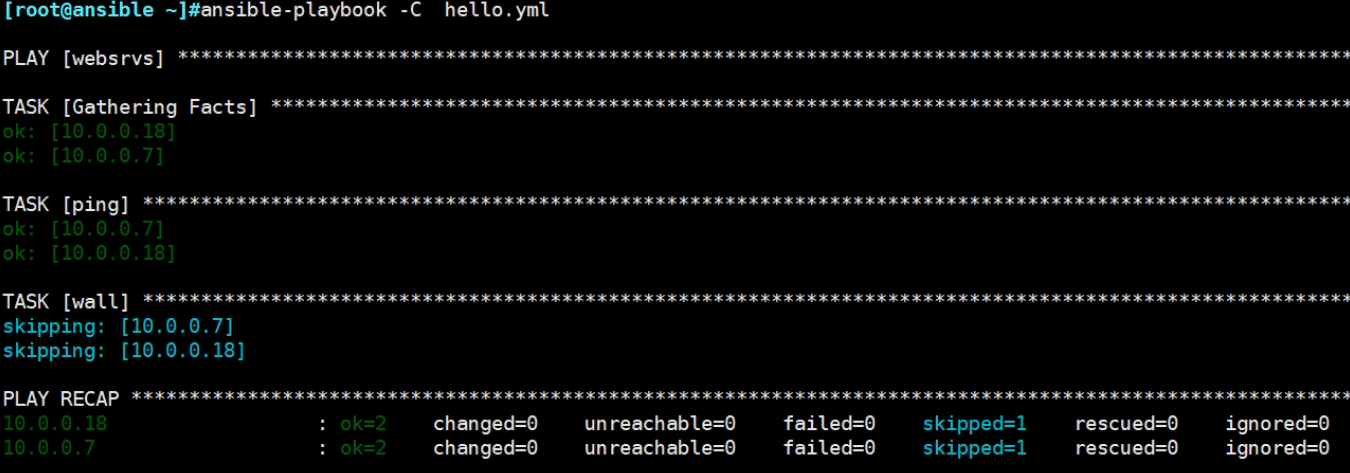 [root@ansible ~]#ansible-playbook -C  hello.yml
PLAY [websrvs] ****************************************************************************************************
TASK [Gathering Facts] ********************************************************************************************
ok: [10.0.0.18]
ok: [10.0.0.7]
TASK [ping] *******************************************************************************************************
ok: [10.0.0.7]
ok: [10.0.0.18]
TASK [wall] *******************************************************************************************************
skipping: [10.0.0.7]
skipping: [10.0.0.18]
PLAY RECAP ********************************************************************************************************
10.0.0.18                  : ok=2    changed=0    unreachable=0    failed=0    skipped=1    rescued=0    ignored=0
10.0.0.7                   : ok=2    changed=0    unreachable=0    failed=0    skipped=1    rescued=0    ignored=0